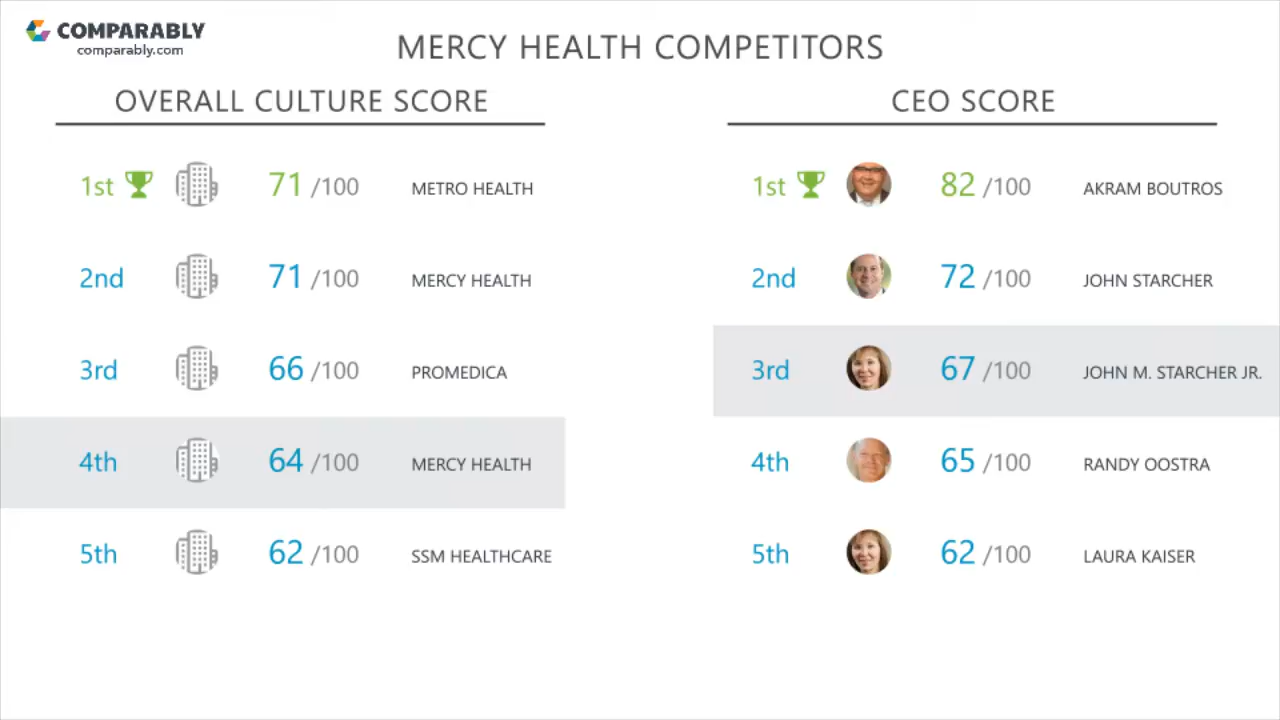 COMPARABLY
comparably.com
MERCY HEALTH COMPETITORS
OVERALL CULTURE SCORE
1st 71 /100 METRO HEALTH
2nd 71 /100 MERCY HEALTH
3rd 66 /100 PROMEDICA
4th 64 /100 MERCY HEALTH
5th 62 /100 SSM HEALTHCARE
CEO SCORE
1st 82 /100 AKRAM BOUTROS
2nd 72 /100 JOHN STARCHER
3rd 67 /100 JOHN M. STARCHER JR.
4th 65 /100 RANDY OOSTRA
5th 62 /100 LAURA KAISER